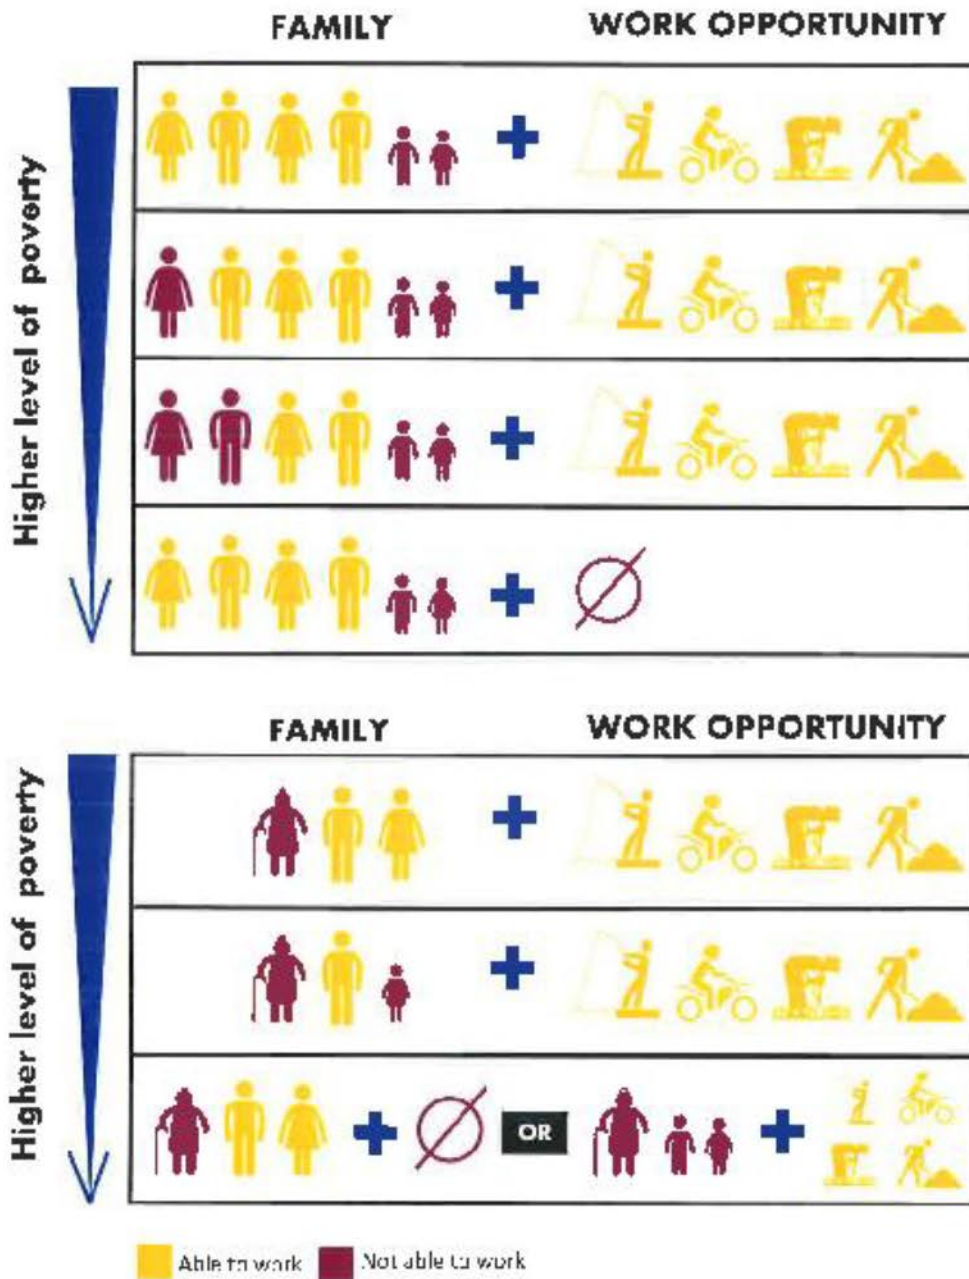 FAMILY WORK OPPORTUNITY
Higher level of poverty
FAMILY WORK OPPORTUNITY
Higher level of poverty
OR
Able to work Not able to work